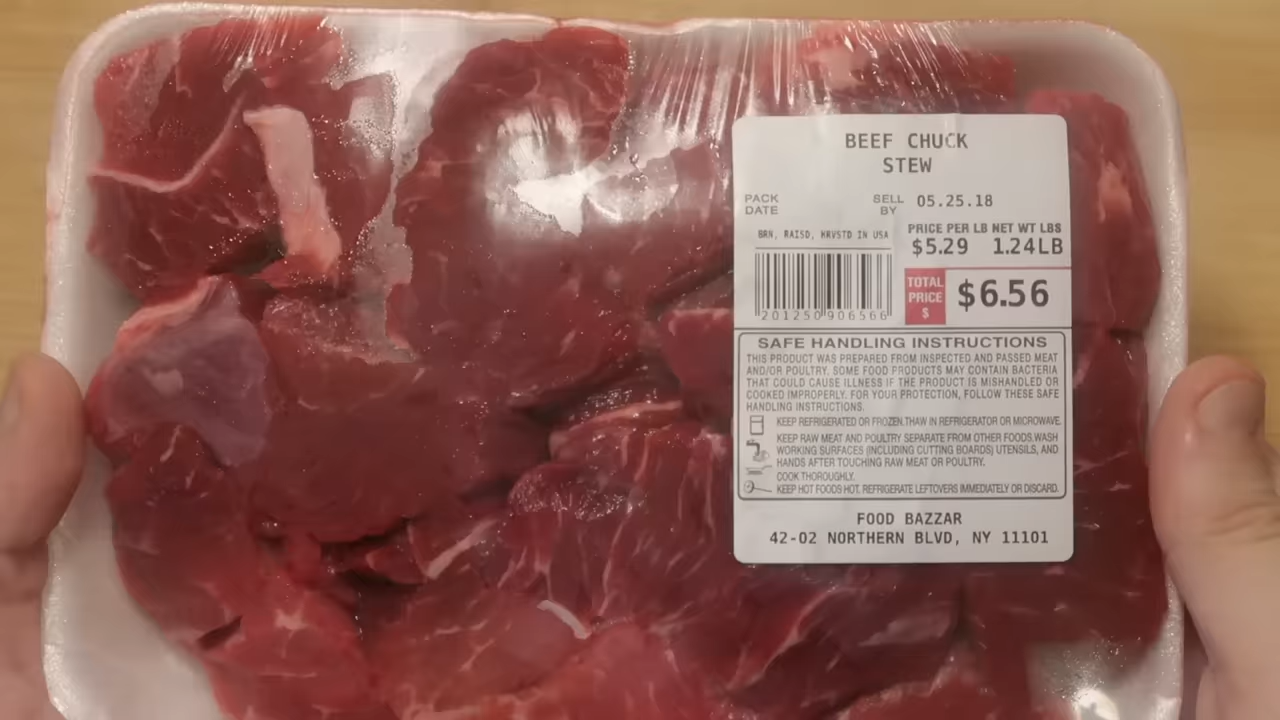 BEEF CHUCK
STEW
PACK DATE
SELL BY 05.25.18
BRN, RAISD, HRVSTD IN USA
PRICE PER LB NET WT LBS
$5.29 1.24LB
201250 906566
TOTAL PRICE $ $6.56
SAFE HANDLING INSTRUCTIONS
THIS PRODUCT WAS PREPARED FROM INSPECTED AND PASSED MEAT
AND/OR POULTRY. SOME FOOD PRODUCTS MAY CONTAIN BACTERIA
THAT COULD CAUSE ILLNESS IF THE PRODUCT IS MISHANDLED OR
COOKED IMPROPERLY. FOR YOUR PROTECTION, FOLLOW THESE SAFE
HANDLING INSTRUCTIONS.
KEEP REFRIGERATED OR FROZEN.THAW IN REFRIGERATOR OR MICROWAVE.
KEEP RAW MEAT AND POULTRY SEPARATE FROM OTHER FOODS.WASH
WORKING SURFACES (INCLUDING CUTTING BOARDS) UTENSILS, AND
HANDS AFTER TOUCHING RAW MEAT OR POULTRY.
COOK THOROUGHLY.
KEEP HOT FOODS HOT. REFRIGERATE LEFTOVERS IMMEDIATELY OR DISCARD.
FOOD BAZZAR
42-02 NORTHERN BLVD, NY 11101